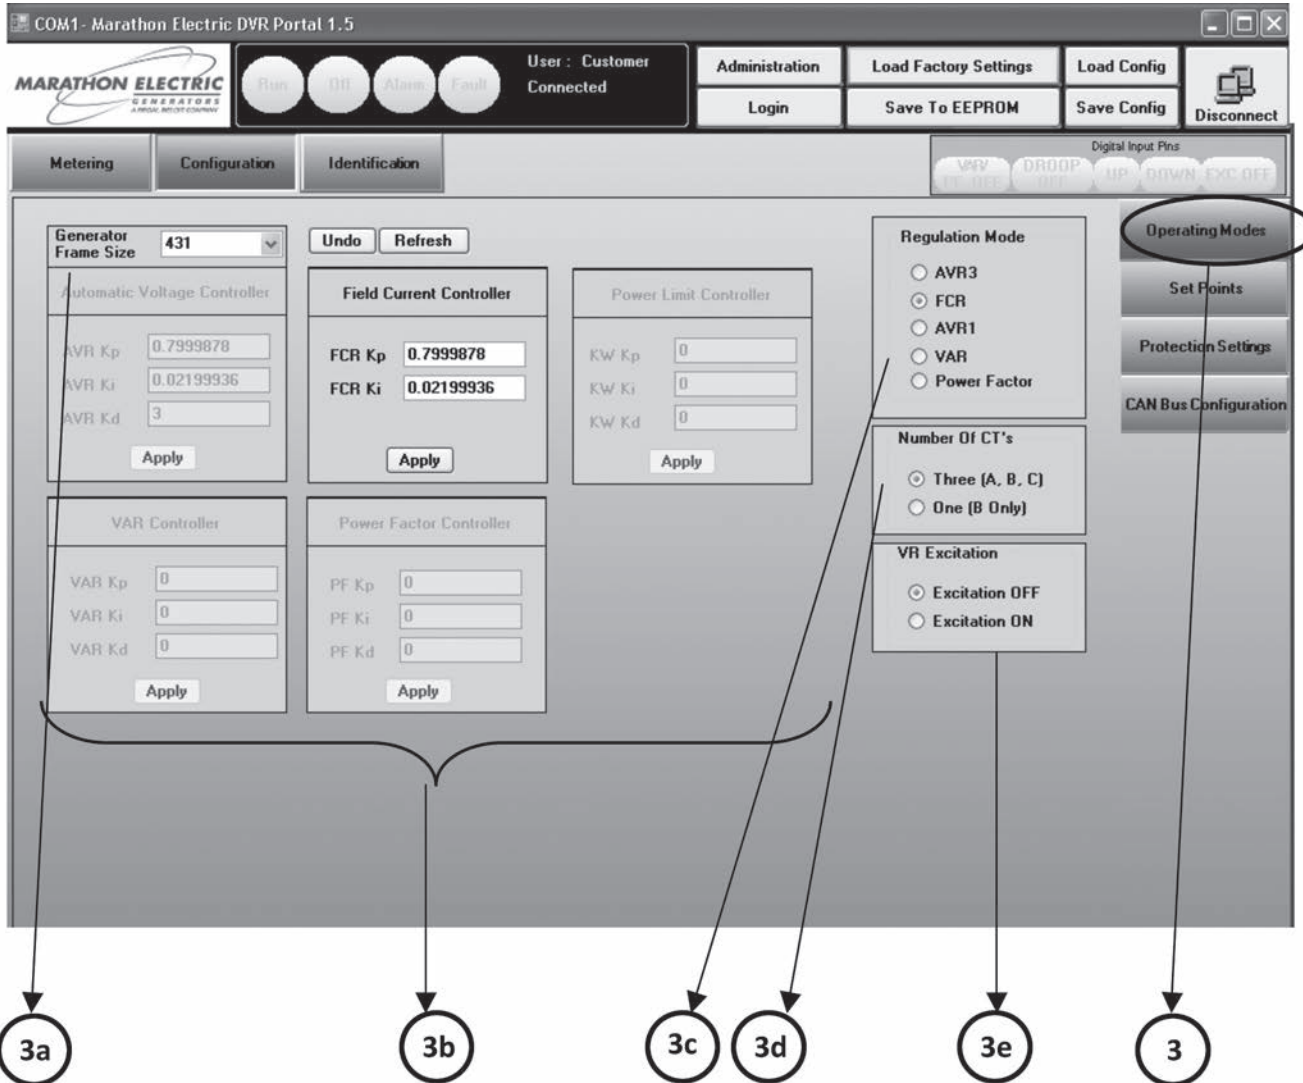 COM1- Marathon Electric DVR Portal 1.5
MARATHON ELECTRIC
GENERATORS
A REGAL BELOIT COMPANY
Run Off Alarm Fault
User : Customer
Connected
Administration
Login
Load Factory Settings
Save To EEPROM
Load Config
Save Config
Disconnect
Metering
Configuration
Identification
Digital Input Pins
VAR/
PF OFF
DROOP
OFF
UP
DOWN
EXC OFF
Generator
Frame Size
431
Undo
Refresh
Automatic Voltage Controller
AVR Kp 0.7999878
AVR Ki 0.02199936
AVR Kd 3
Apply
Field Current Controller
FCR Kp 0.7999878
FCR Ki 0.02199936
Apply
Power Limit Controller
KW Kp 0
KW Ki 0
KW Kd 0
Apply
VAR Controller
VAR Kp 0
VAR Ki 0
VAR Kd 0
Apply
Power Factor Controller
PF Kp 0
PF Ki 0
PF Kd 0
Apply
Regulation Mode
AVR3
FCR
AVR1
VAR
Power Factor
Number Of CT's
Three (A, B, C)
One (B Only)
VR Excitation
Excitation OFF
Excitation ON
Operating Modes
Set Points
Protection Settings
CAN Bus Configuration
3a
3b
3c
3d
3e
3